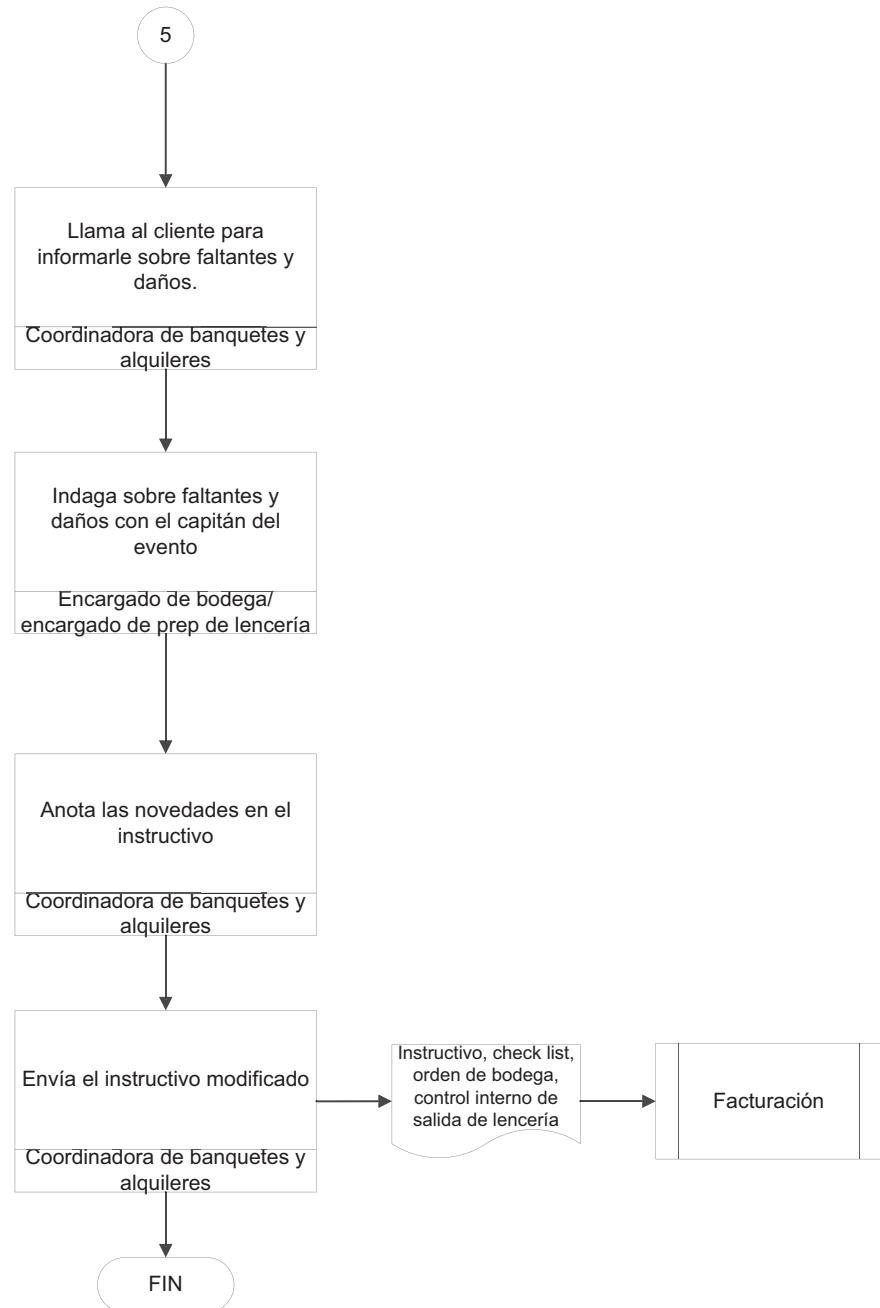 5
Llama al cliente para
informarle sobre faltantes y
daños.
Coordinadora de banquetes y
alquileres
Indaga sobre faltantes y
daños con el capitán del
evento
Encargado de bodega/
encargado de prep de lencería
Anota las novedades en el
instructivo
Coordinadora de banquetes y
alquileres
Envía el instructivo modificado
Coordinadora de banquetes y
alquileres
Instructivo, check list,
orden de bodega,
control interno de
salida de lencería
Facturación
FIN